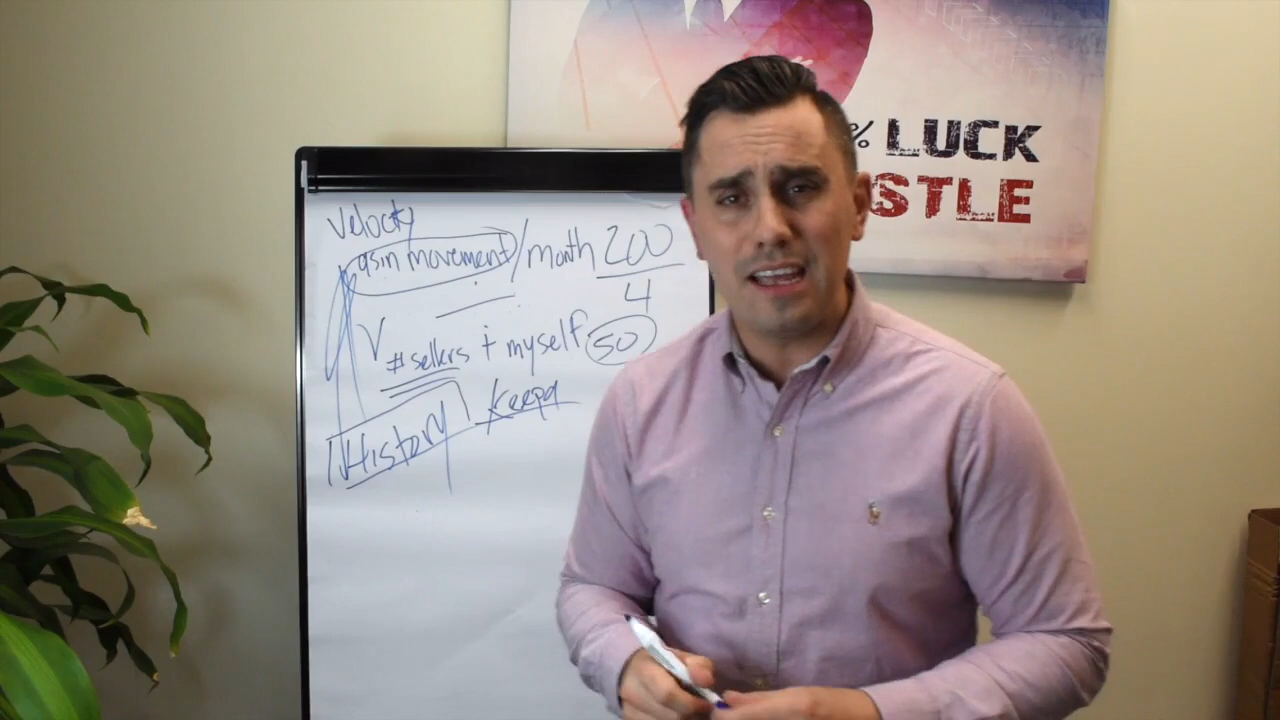 % LUCK
STLE
Velocity
asin movement/month 200
4
# sellers + myself 50
History Keepa